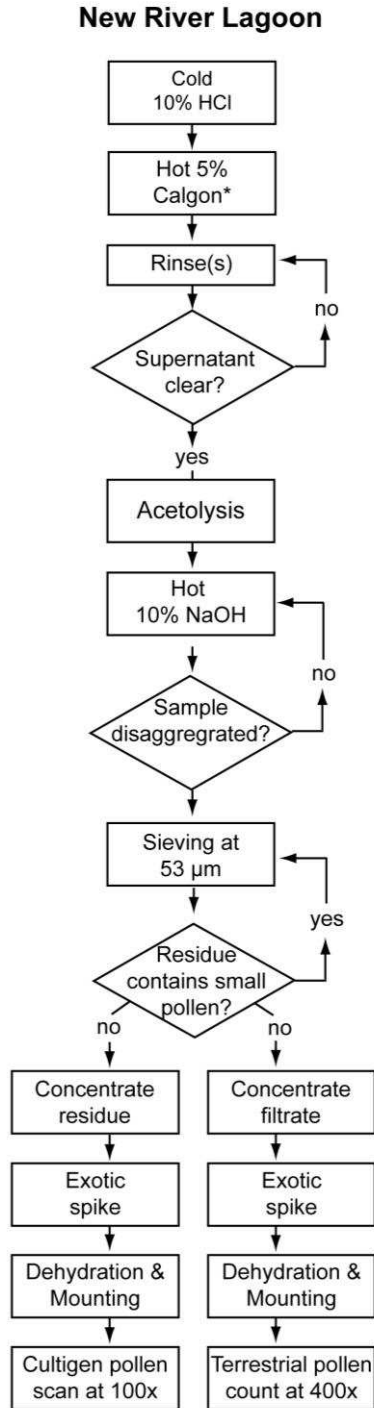 New River Lagoon
Cold
10% HCl
Hot 5%
Calgon*
Rinse(s)
no
Supernatant
clear?
yes
Acetolysis
Hot
10% NaOH
no
Sample
disaggregrated?
Sieving at
53 µm
yes
Residue
contains small
pollen?
no
no
Concentrate
residue
Concentrate
filtrate
Exotic
spike
Exotic
spike
Dehydration &
Mounting
Dehydration &
Mounting
Cultigen pollen
scan at 100x
Terrestrial pollen
count at 400x